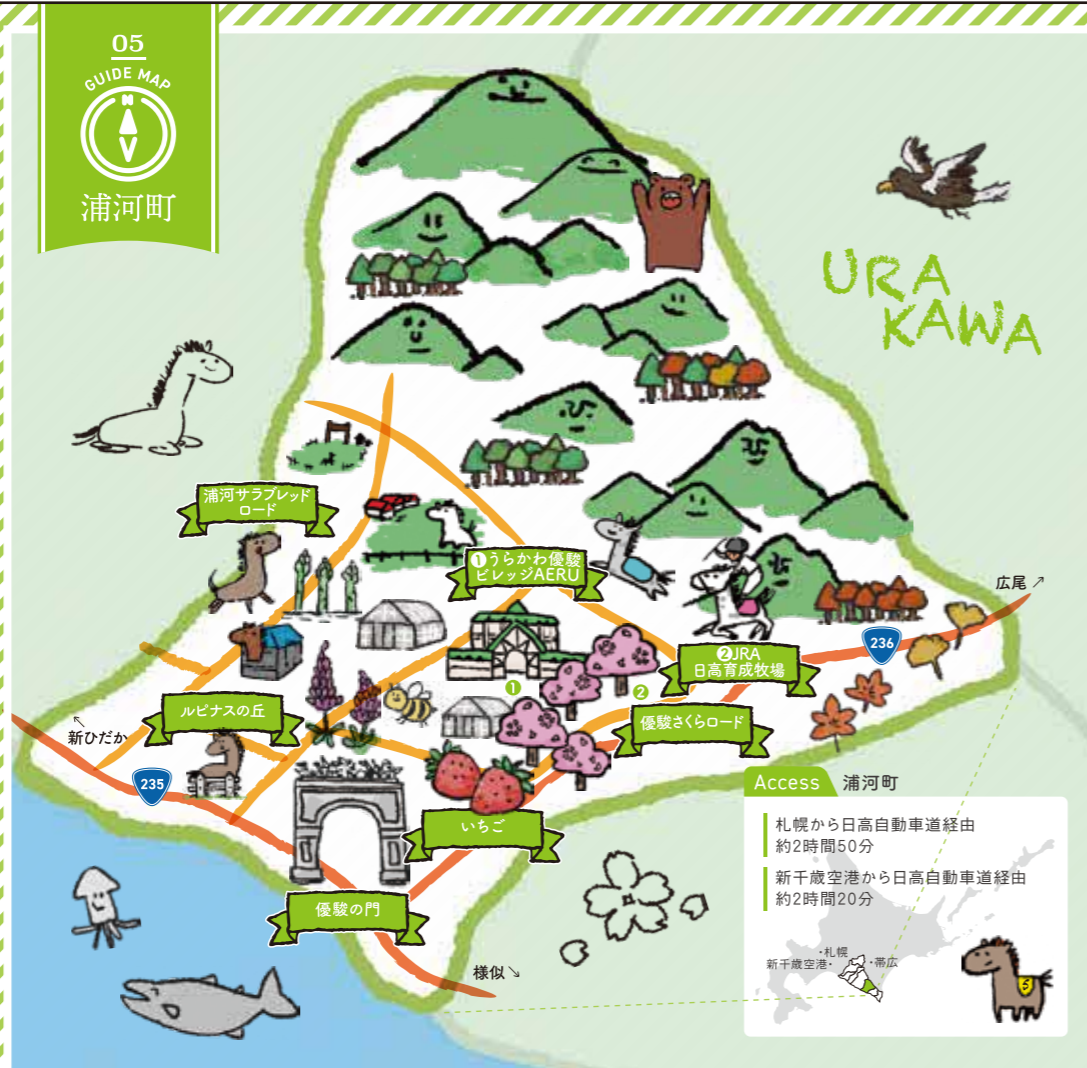 05
GUIDE MAP
N
浦河町
URA
KAWA
浦河サラブレッド
ロード
❶うらかわ優駿
ビレッジAERU
広尾↗
236
❷JRA
日高育成牧場
❶
❷
ルピナスの丘
優駿さくらロード
↖
新ひだか
235
いちご
優駿の門
様似↘
Access 浦河町
札幌から日高自動車道経由
約2時間50分
新千歳空港から日高自動車道経由
約2時間20分
・札幌
新千歳空港・
・帯広
5